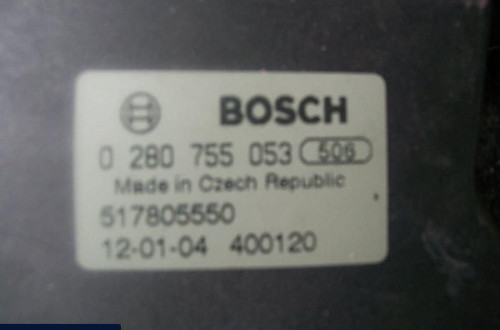 BOSCH
0 280 755 053 506
Made in Czech Republic
517805550
12-01-04 400120